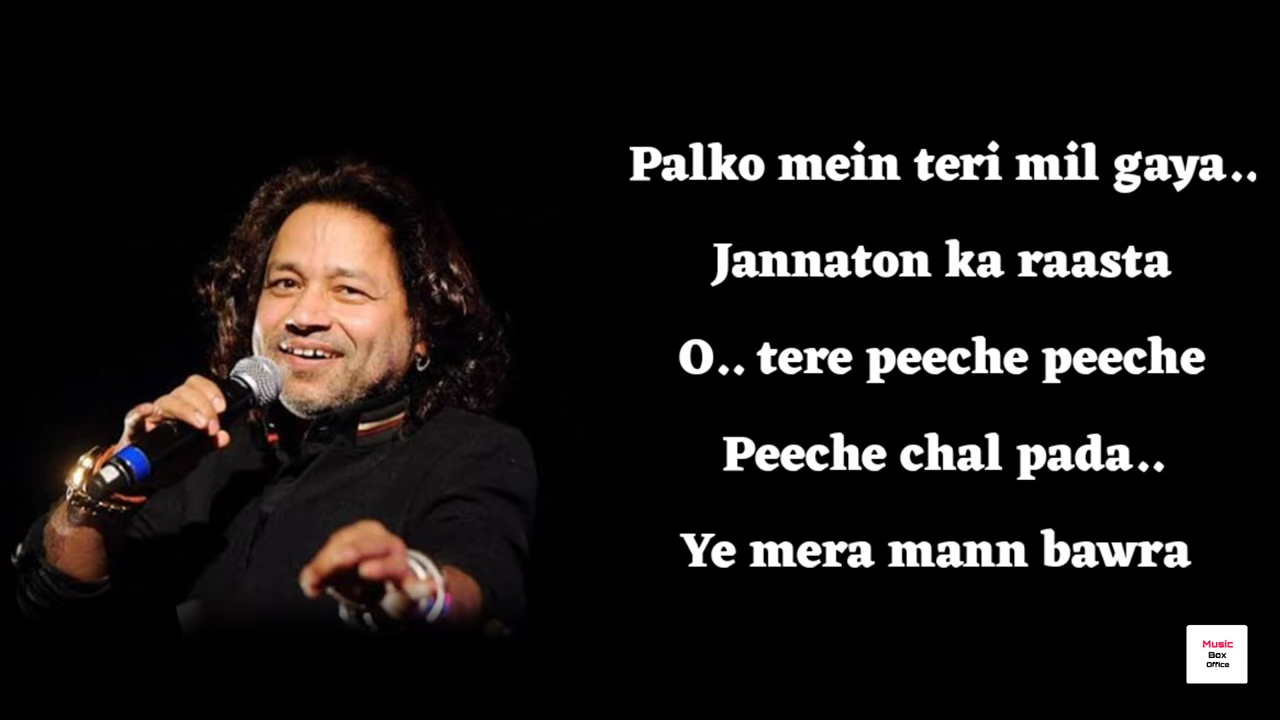 Palko mein teri mil gaya..
Jannaton ka raasta
O.. tere peeche peeche
Peeche chal pada..
Ye mera mann bawra
Music
Box
Office